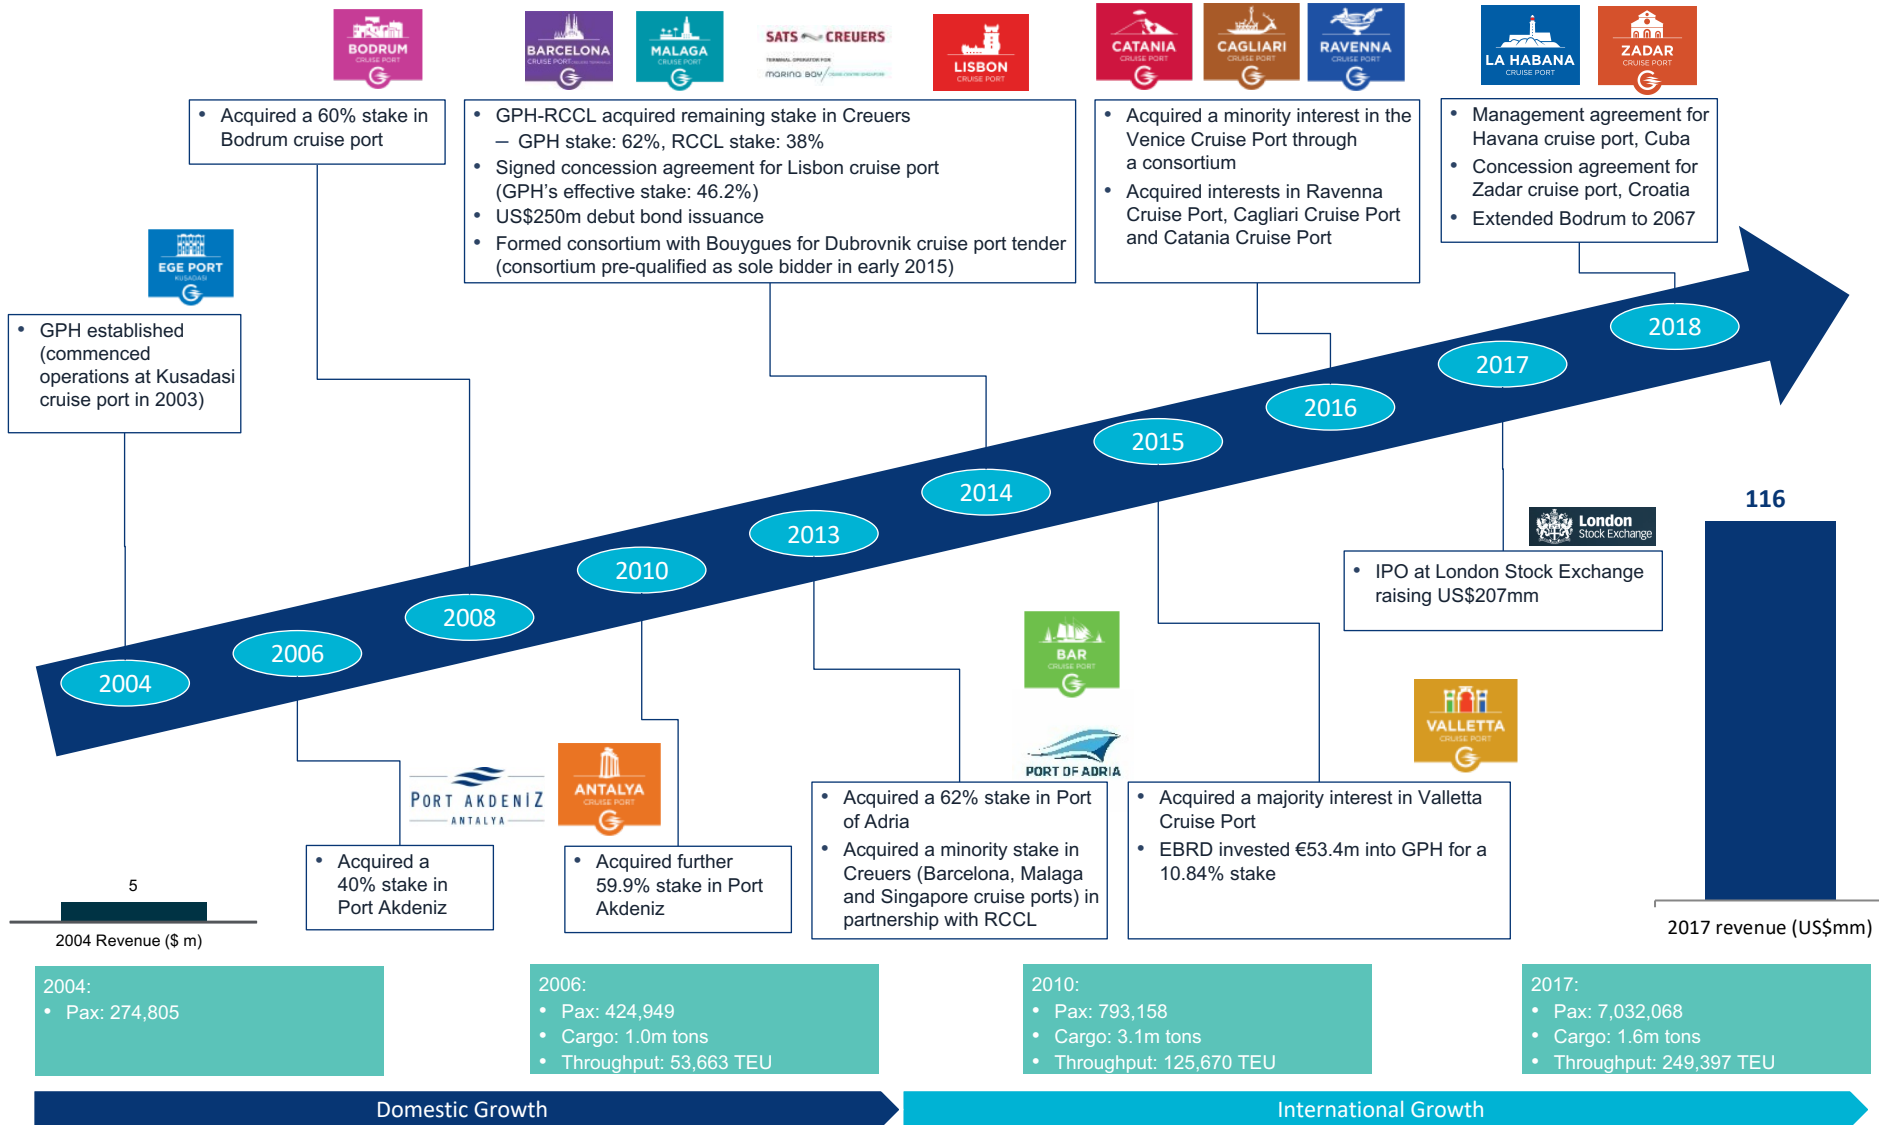 BODRUM
CRUISE PORT
BARCELONA
CRUISE PORT
MALAGA
CRUISE PORT
SATS CREUERS
TERMINAL OPERATOR FOR
MARINA BAY CRUISE CENTRE SINGAPORE
LISBON
CRUISE PORT
CATANIA
CRUISE PORT
CAGLIARI
CRUISE PORT
RAVENNA
CRUISE PORT
LA HABANA
CRUISE PORT
ZADAR
CRUISE PORT
• Acquired a 60% stake in
Bodrum cruise port
• GPH-RCCL acquired remaining stake in Creuers
– GPH stake: 62%, RCCL stake: 38%
• Signed concession agreement for Lisbon cruise port
(GPH's effective stake: 46.2%)
• US$250m debut bond issuance
• Formed consortium with Bouygues for Dubrovnik cruise port tender
(consortium pre-qualified as sole bidder in early 2015)
• Acquired a minority interest in the
Venice Cruise Port through
a consortium
• Acquired interests in Ravenna
Cruise Port, Cagliari Cruise Port
and Catania Cruise Port
• Management agreement for
Havana cruise port, Cuba
• Concession agreement for
Zadar cruise port, Croatia
• Extended Bodrum to 2067
EGE PORT
KUSADASI
• GPH established
(commenced
operations at Kusadasi
cruise port in 2003)
2004
2006
2008
2010
2013
2014
2015
2016
2017
2018
London
Stock Exchange
• IPO at London Stock Exchange
raising US$207mm
116
2017 revenue (US$mm)
BAR
CRUISE PORT
PORT OF ADRIA
VALLETTA
CRUISE PORT
PORT AKDENİZ
ANTALYA
ANTALYA
CRUISE PORT
• Acquired a
40% stake in
Port Akdeniz
• Acquired further
59.9% stake in Port
Akdeniz
• Acquired a 62% stake in Port
of Adria
• Acquired a minority stake in
Creuers (Barcelona, Malaga
and Singapore cruise ports) in
partnership with RCCL
• Acquired a majority interest in Valletta
Cruise Port
• EBRD invested €53.4m into GPH for a
10.84% stake
5
2004 Revenue ($ m)
2004:
• Pax: 274,805
2006:
• Pax: 424,949
• Cargo: 1.0m tons
• Throughput: 53,663 TEU
2010:
• Pax: 793,158
• Cargo: 3.1m tons
• Throughput: 125,670 TEU
2017:
• Pax: 7,032,068
• Cargo: 1.6m tons
• Throughput: 249,397 TEU
Domestic Growth
International Growth